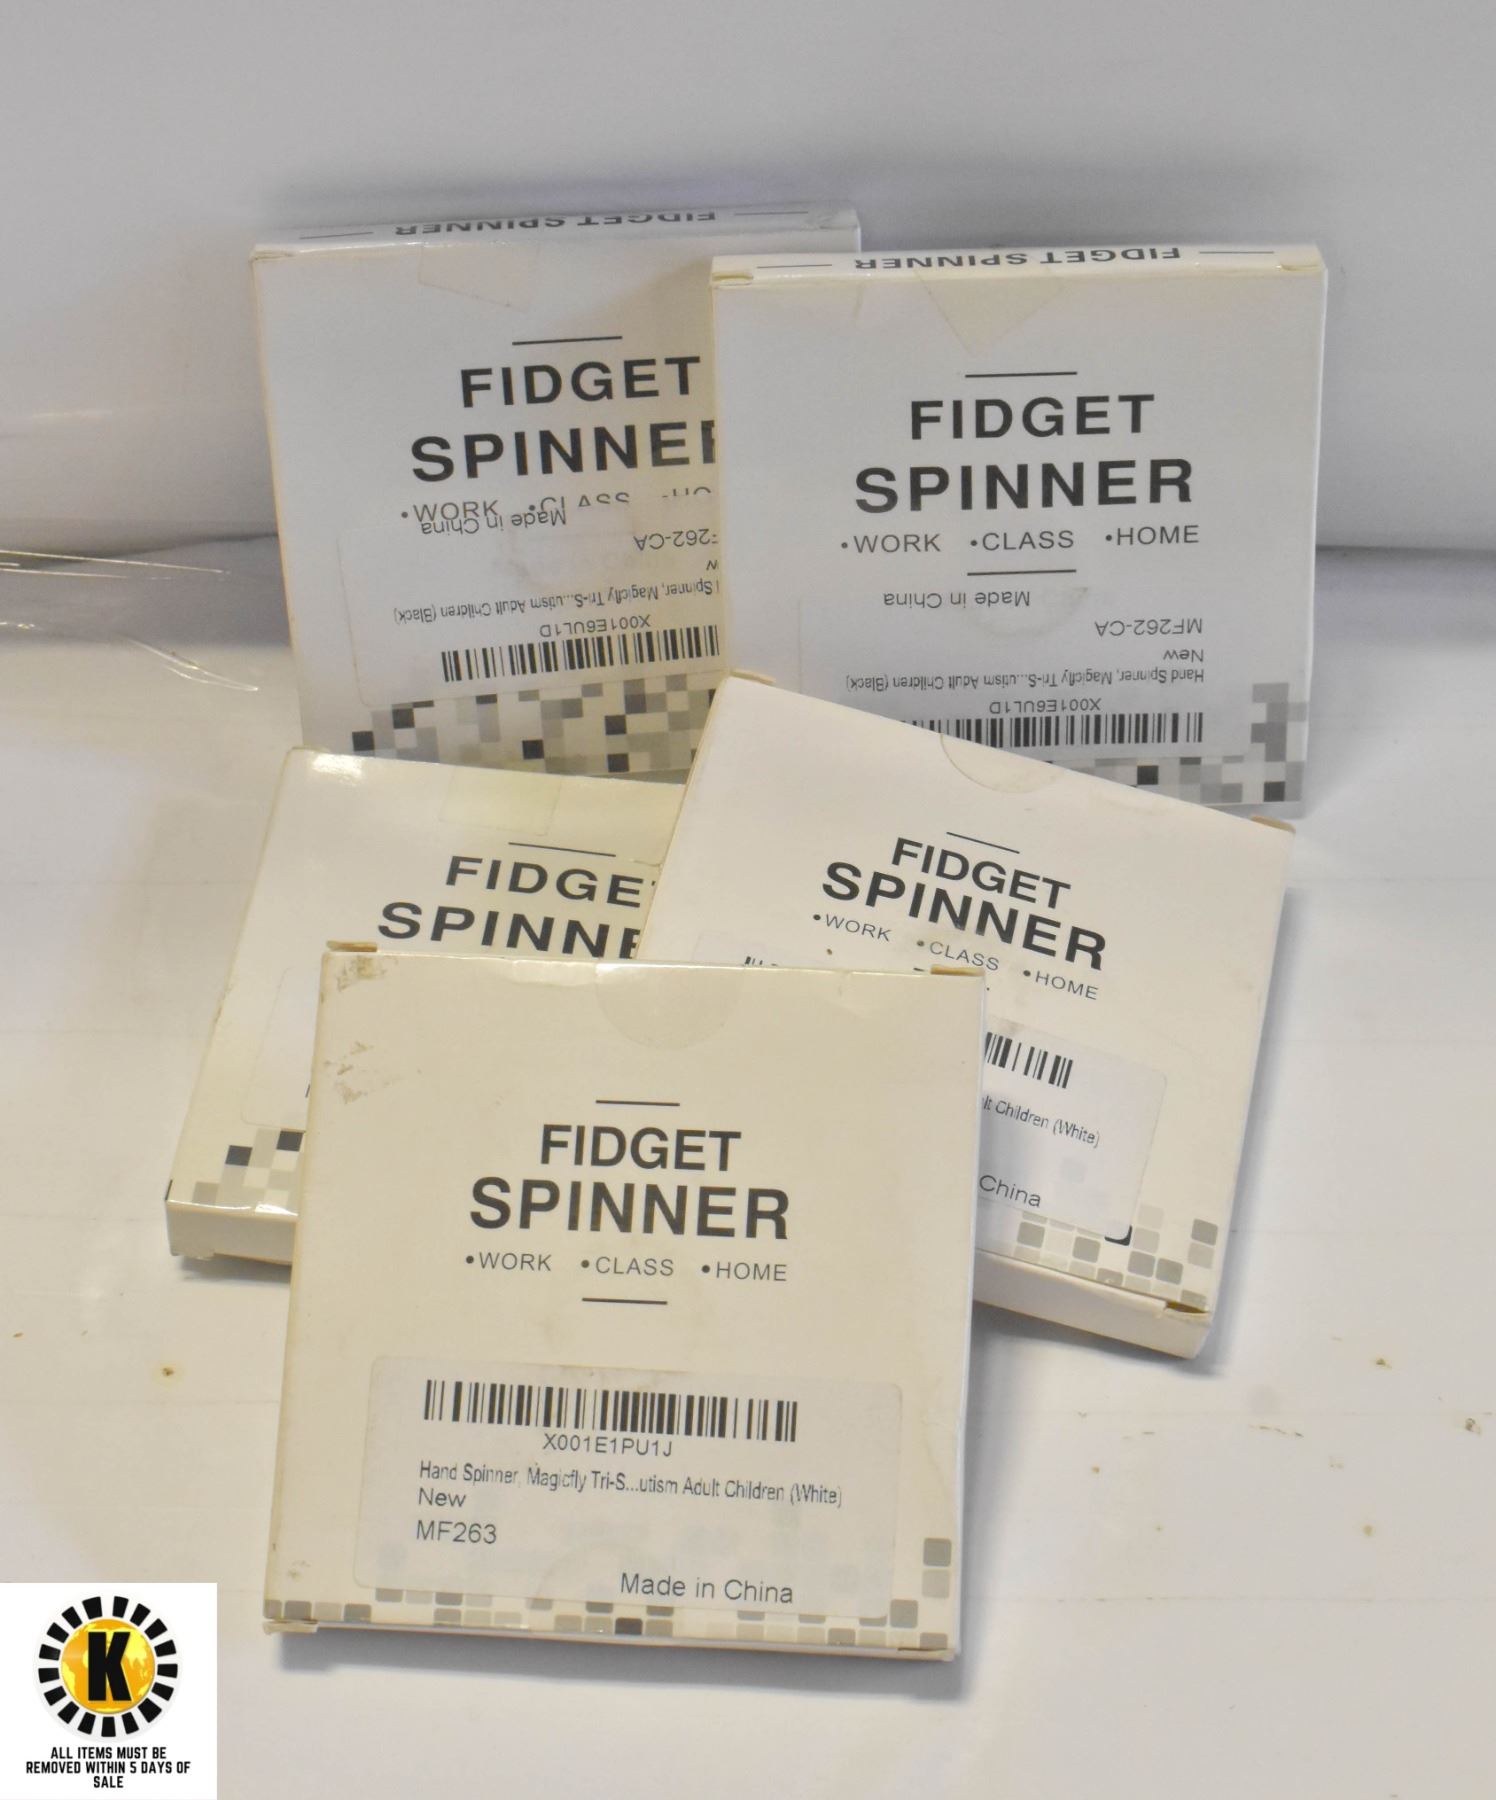 FIDGET SPINNER
FIDGET
SPINNER
•WORK •CLASS
Made in China
262-CA
Spinner, Magicfly Tri-S...utism Adult Children (Black)
X001E6UL1D
FIDGET SPINNER
FIDGET
SPINNER
•WORK •CLASS •HOME
Made in China
MF262-CA
New
Hand Spinner, Magicfly Tri-S...utism Adult Children (Black)
X001E6UL1D
FIDGE
SPINNE
FIDGET
SPINNER
•WORK •CLASS •HOME
Children (White)
China
FIDGET
SPINNER
•WORK •CLASS •HOME
X001E1PU1J
Hand Spinner, Magicfly Tri-S...utism Adult Children (White)
New
MF263
Made in China
K
ALL ITEMS MUST BE
REMOVED WITHIN 5 DAYS OF
SALE